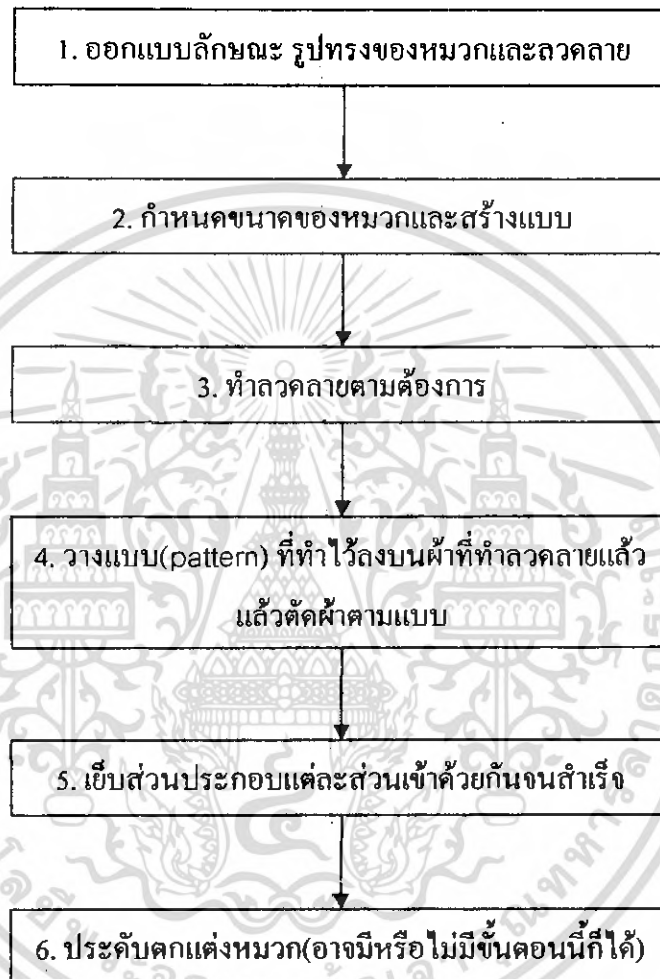 1. ออกแบบลักษณะ รูปทรงของหมวกและลวดลาย
2. กำหนดขนาดของหมวกและสร้างแบบ
3. ทำลวดลายตามต้องการ
4. วางแบบ(pattern) ที่ทำไว้ลงบนผ้าที่ทำลวดลายแล้ว
แล้วตัดผ้าตามแบบ
5. เย็บส่วนประกอบแต่ละส่วนเข้าด้วยกันจนสำเร็จ
6. ประดับตกแต่งหมวก(อาจมีหรือไม่มีขั้นตอนนี้ก็ได้)